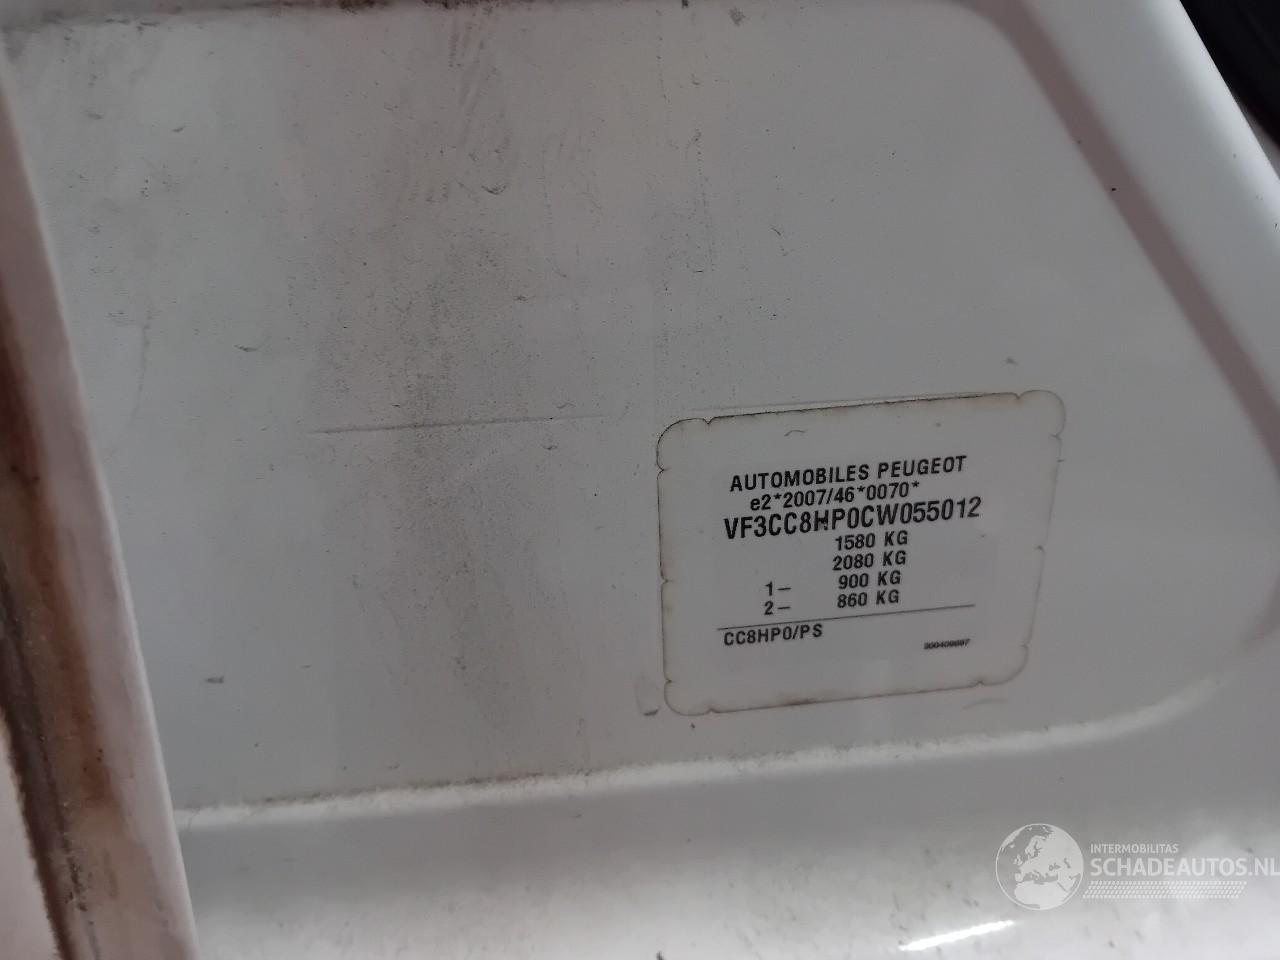 AUTOMOBILES PEUGEOT
e2*2007/46*0070*
VF3CC8HP0CW055012
1580 KG
2080 KG
1- 900 KG
2- 860 KG
CC8HP0/PS
INTERMOBILITAS
SCHADEAUTOS.NL